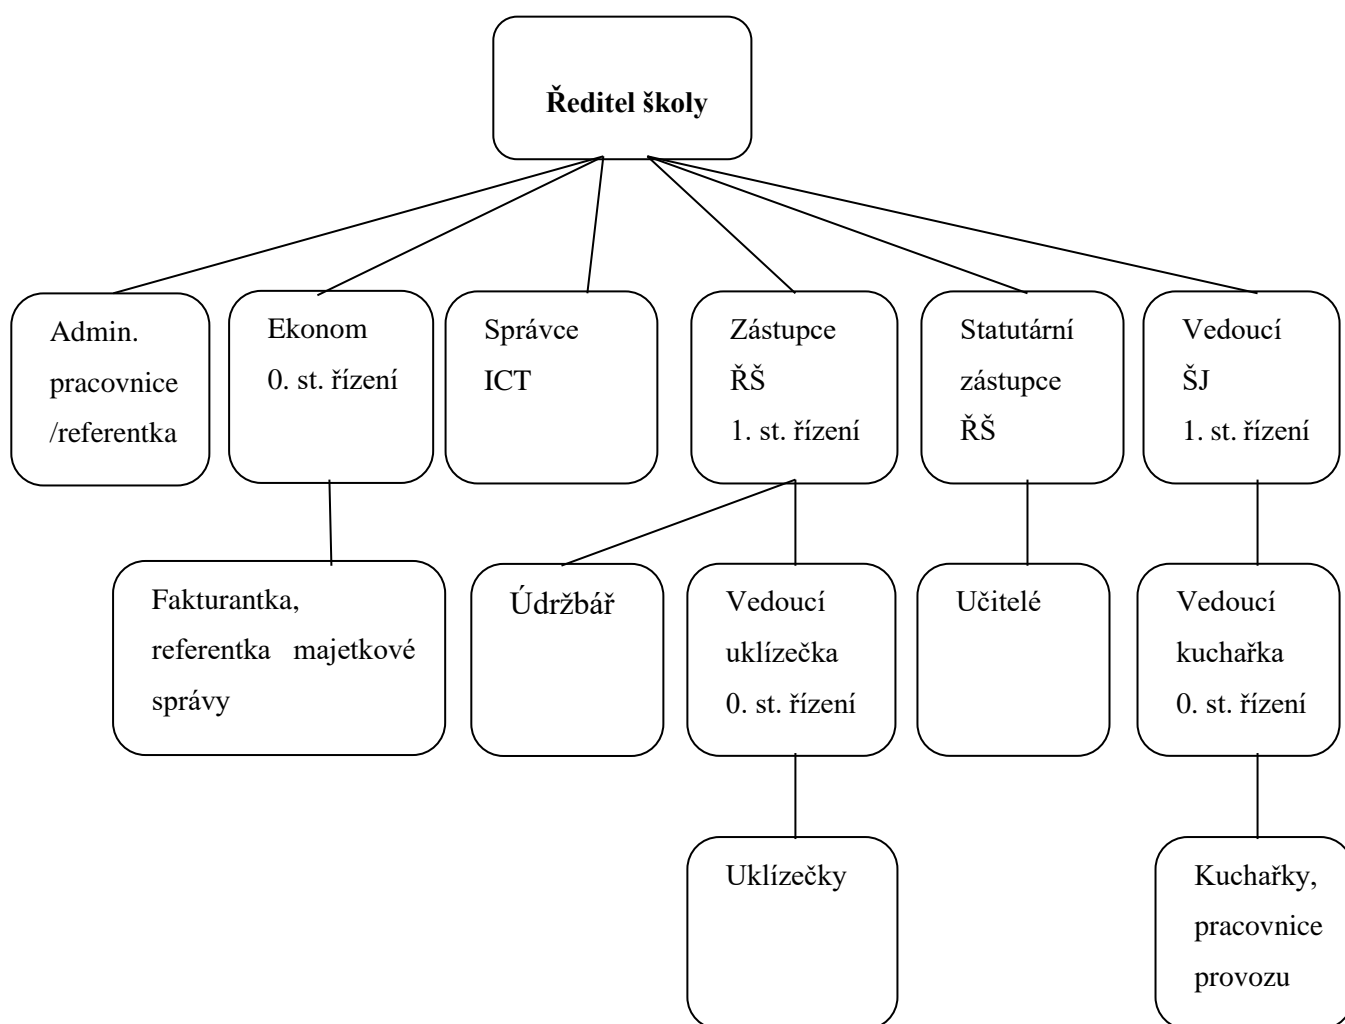 Ředitel školy
Admin.
pracovnice
/referentka
Ekonom
0. st. řízení
Správce
ICT
Zástupce
ŘŠ
1. st. řízení
Statutární
zástupce
ŘŠ
Vedoucí
ŠJ
1. st. řízení
Fakturantka,
referentka majetkové
správy
Údržbář
Vedoucí
uklízečka
0. st. řízení
Učitelé
Vedoucí
kuchařka
0. st. řízení
Uklízečky
Kuchařky,
pracovnice
provozu